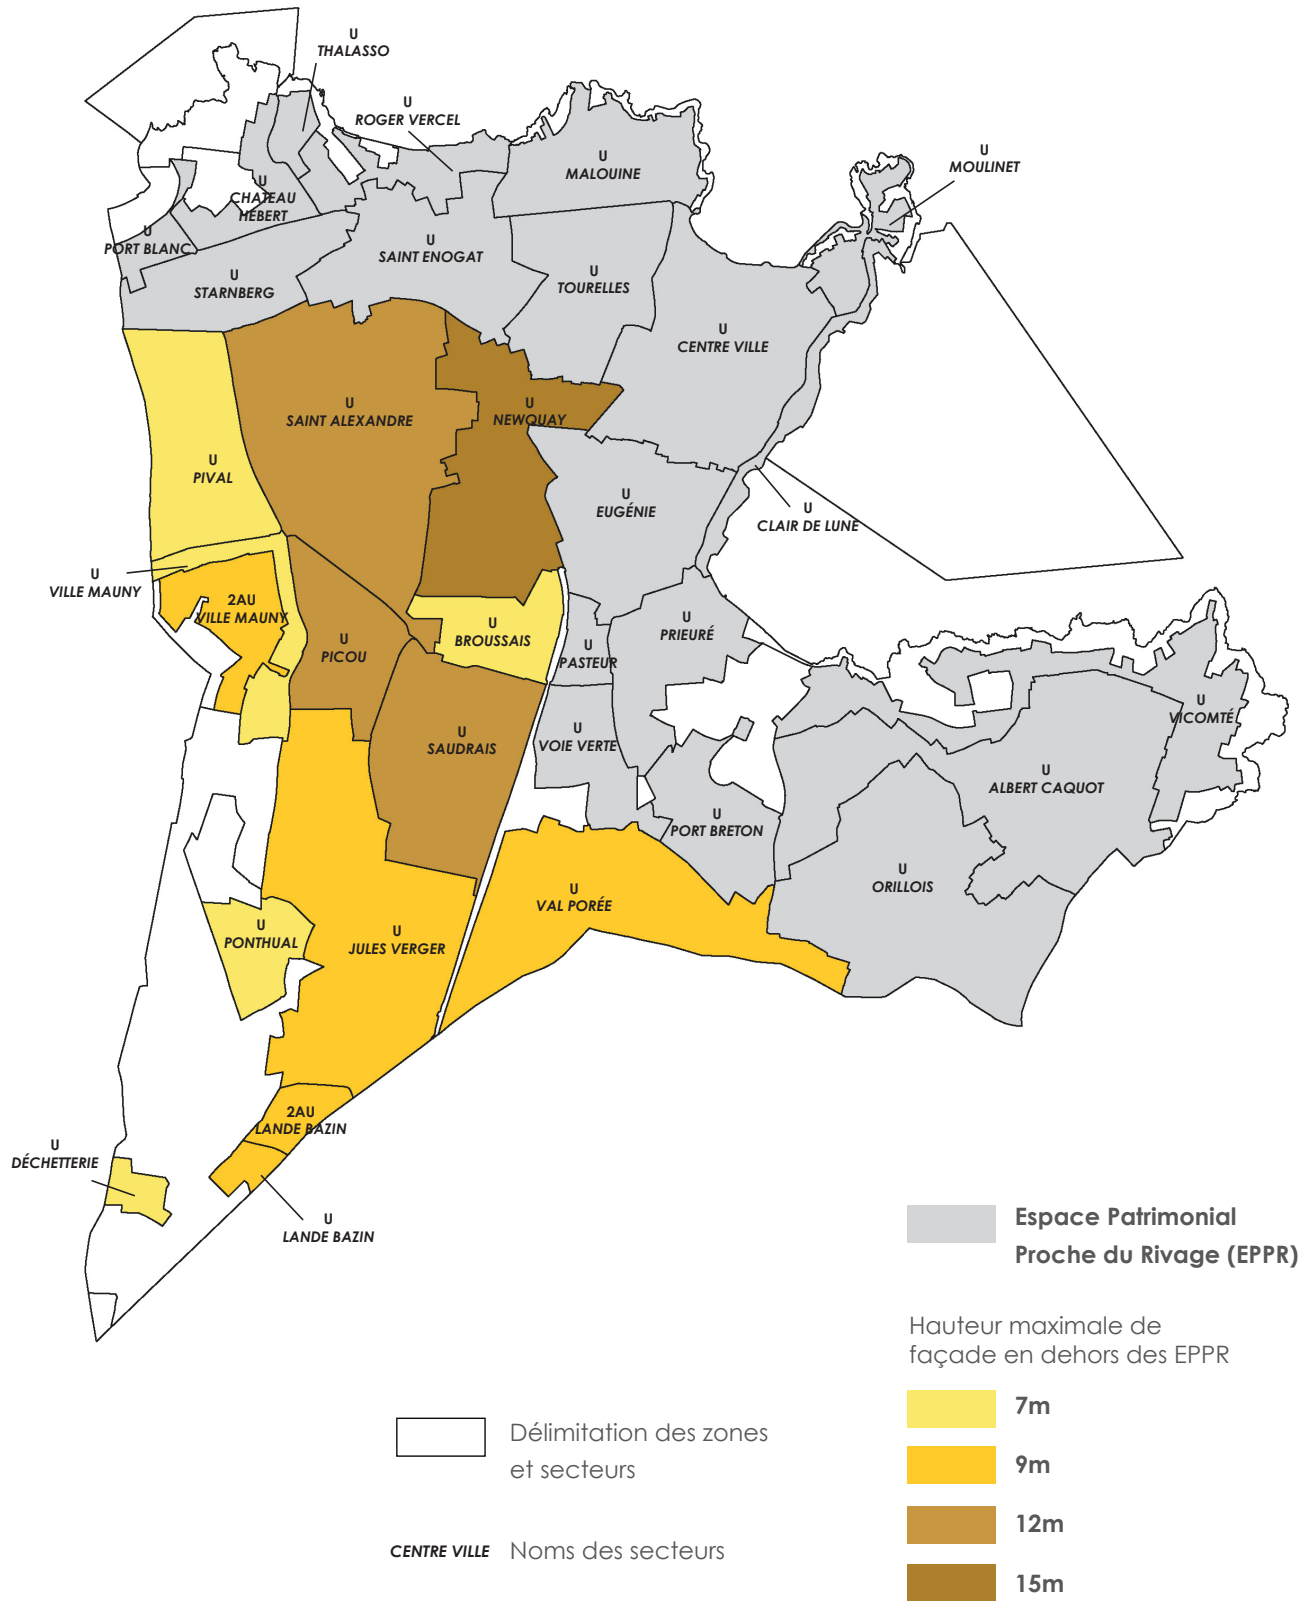 U
THALASSO
U
ROGER VERCEL
U
MALOUINE
U
MOULINET
U
CHATEAU
HÉBERT
U
PORT BLANC
U
STARNBERG
U
SAINT ENOGAT
U
TOURELLES
U
CENTRE VILLE
U
SAINT ALEXANDRE
U
NEWQUAY
U
PIVAL
U
EUGÉNIE
U
CLAIR DE LUNE
U
VILLE MAUNY
2AU
VILLE MAUNY
U
PICOU
U
BROUSSAIS
U
PASTEUR
U
PRIEURÉ
U
VICOMTÉ
U
SAUDRAIS
U
VOIE VERTE
U
ALBERT CAQUOT
U
PORT BRETON
U
ORILLOIS
U
VAL PORÉE
U
PONTHUAL
U
JULES VERGER
2AU
LANDE BAZIN
U
DÉCHETTERIE
U
LANDE BAZIN
Espace Patrimonial
Proche du Rivage (EPPR)
Hauteur maximale de
façade en dehors des EPPR
7m
9m
12m
15m
Délimitation des zones
et secteurs
CENTRE VILLE Noms des secteurs